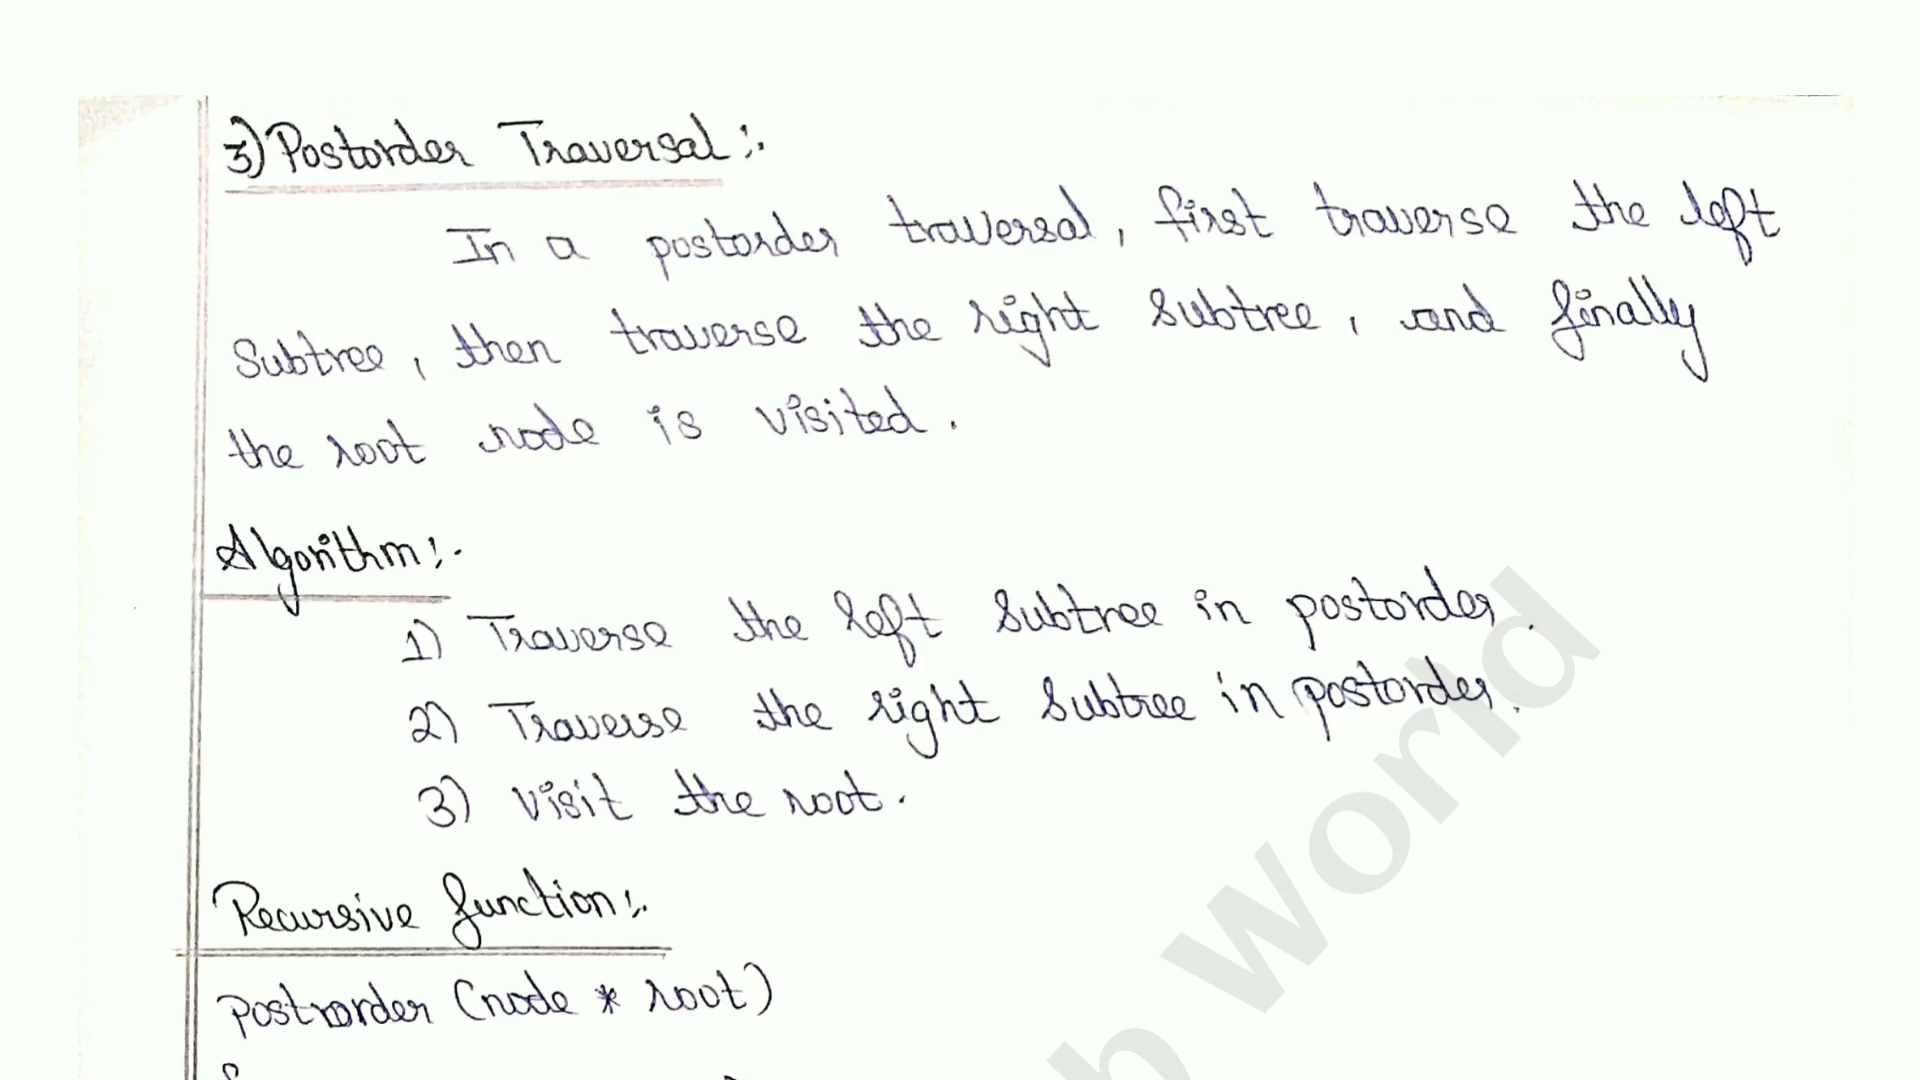 3) Postorder Traversal :-
In a postorder traversal, first traverse the left
Subtree, then traverse the right subtree, and finally
the root node is visited.
Algorithm :-
1) Traverse the left subtree in postorder.
2) Traverse the right subtree in postorder.
3) Visit the root.
Recursive function :-
postorder (node * root)
{
world